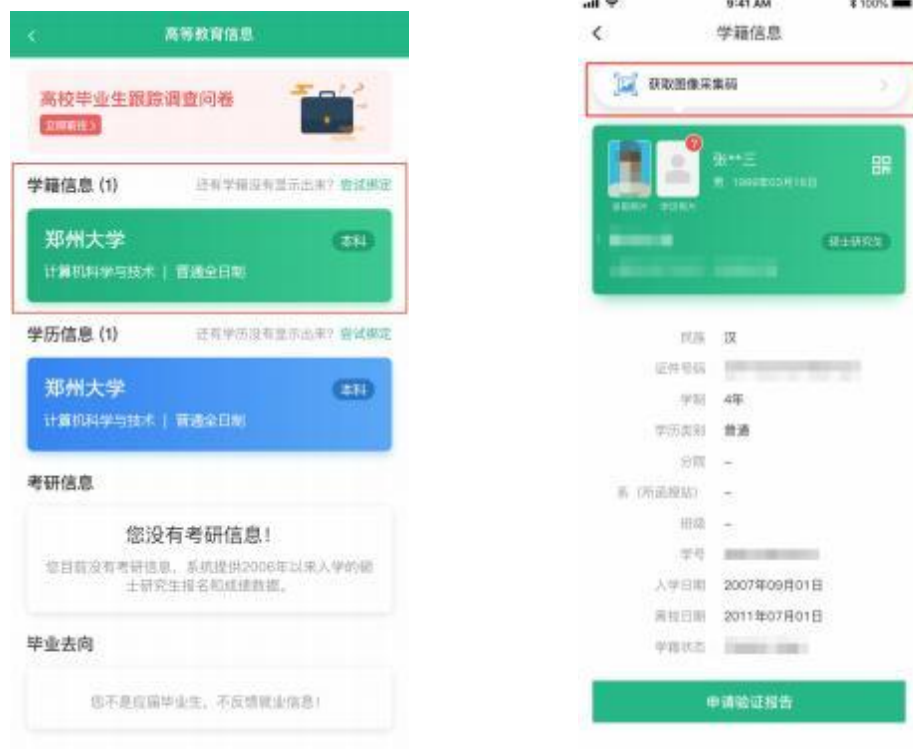 高等教育信息
高校毕业生跟踪调查问卷
立即前往 >
学籍信息 (1)
还有学籍没有显示出来? 尝试绑定
郑州大学
本科
计算机科学与技术 | 普通全日制
学历信息 (1)
还有学历没有显示出来? 尝试绑定
郑州大学
本科
计算机科学与技术 | 普通全日制
考研信息
您没有考研信息!
您目前没有考研信息,系统提供2006年以来入学的硕
士研究生报名和成绩数据。
毕业去向
您不是应届毕业生,不反馈就业信息!
9:41 AM
100%
学籍信息
获取图像采集码
?
张**三
男
录取照片
学历照片
硕士研究生
民族 汉
证件号码
学制 4年
学历类别 普通
分院 -
系 (所函授站) -
班级 -
学号
入学日期 2007年09月01日
离校日期 2011年07月01日
学籍状态
申请验证报告